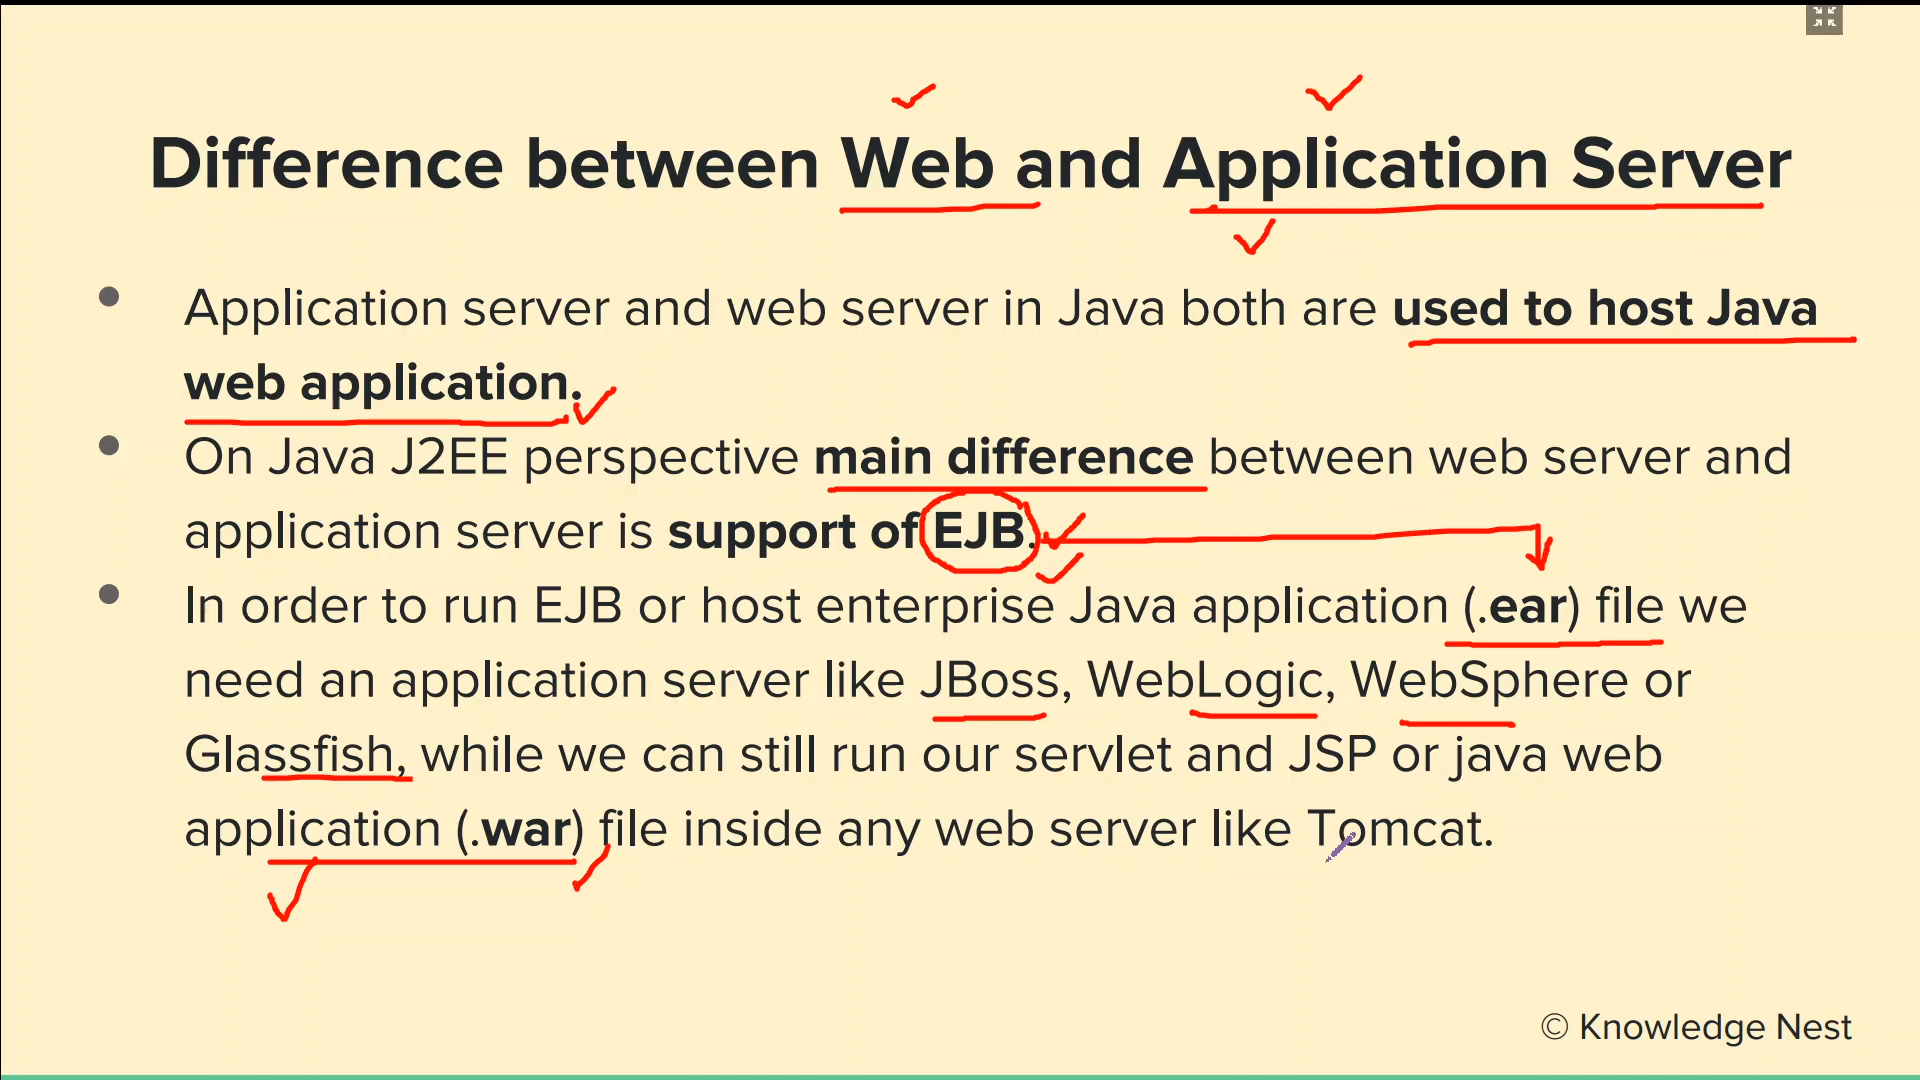 Difference between Web and Application Server
Application server and web server in Java both are used to host Java
web application.
On Java J2EE perspective main difference between web server and
application server is support of EJB.
In order to run EJB or host enterprise Java application (.ear) file we
need an application server like JBoss, WebLogic, WebSphere or
Glassfish, while we can still run our servlet and JSP or java web
application (.war) file inside any web server like Tomcat.
© Knowledge Nest